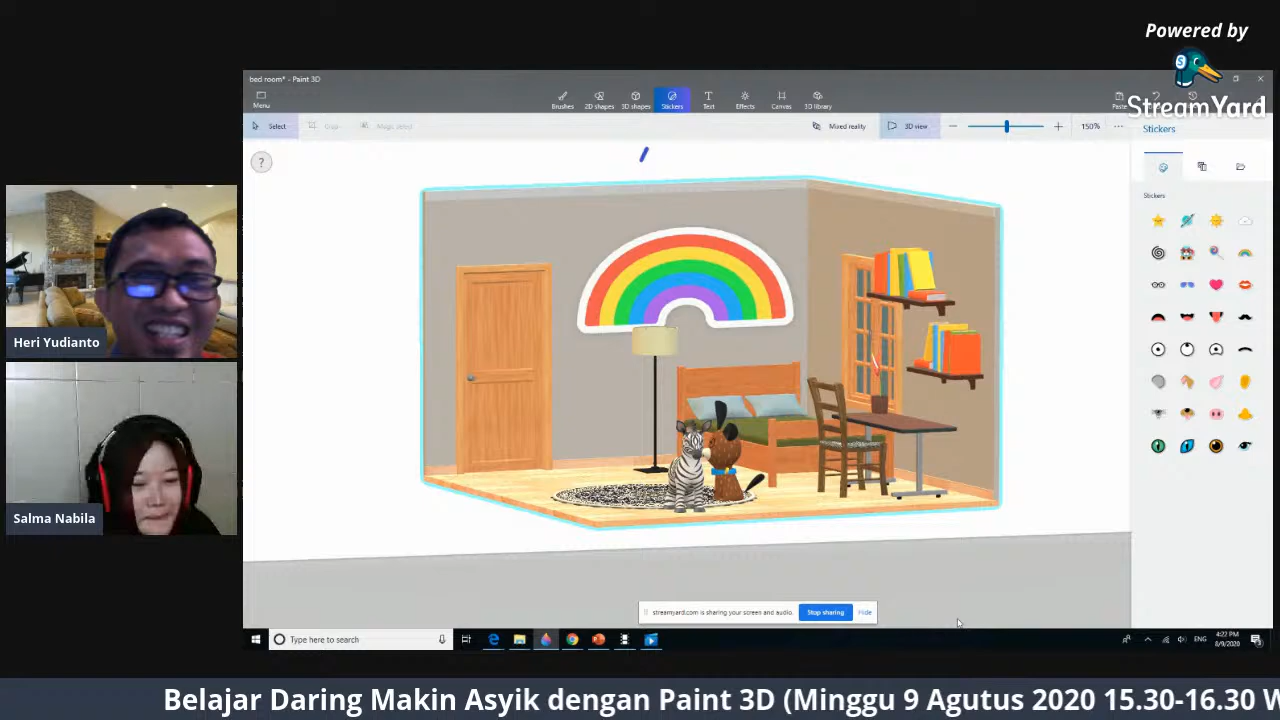 Powered by
StreamYard
bed room* - Paint 3D
Menu
Brushes
2D shapes
3D shapes
Stickers
Text
Effects
Canvas
3D library
Paste
Select
Crop
Magic select
Mixed reality
3D view
150%
Stickers
?
Stickers
Heri Yudianto
Salma Nabila
streamyard.com is sharing your screen and audio.
Stop sharing
Hide
Type here to search
ENG
4:22 PM
8/9/2020
Belajar Daring Makin Asyik dengan Paint 3D (Minggu 9 Agutus 2020 15.30-16.30 W